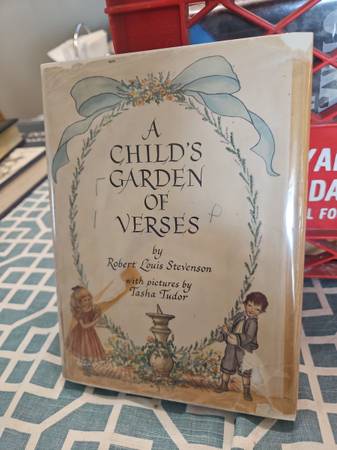 A
CHILD'S
GARDEN
OF
VERSES
by
Robert Louis Stevenson
with pictures by
Tasha Tudor